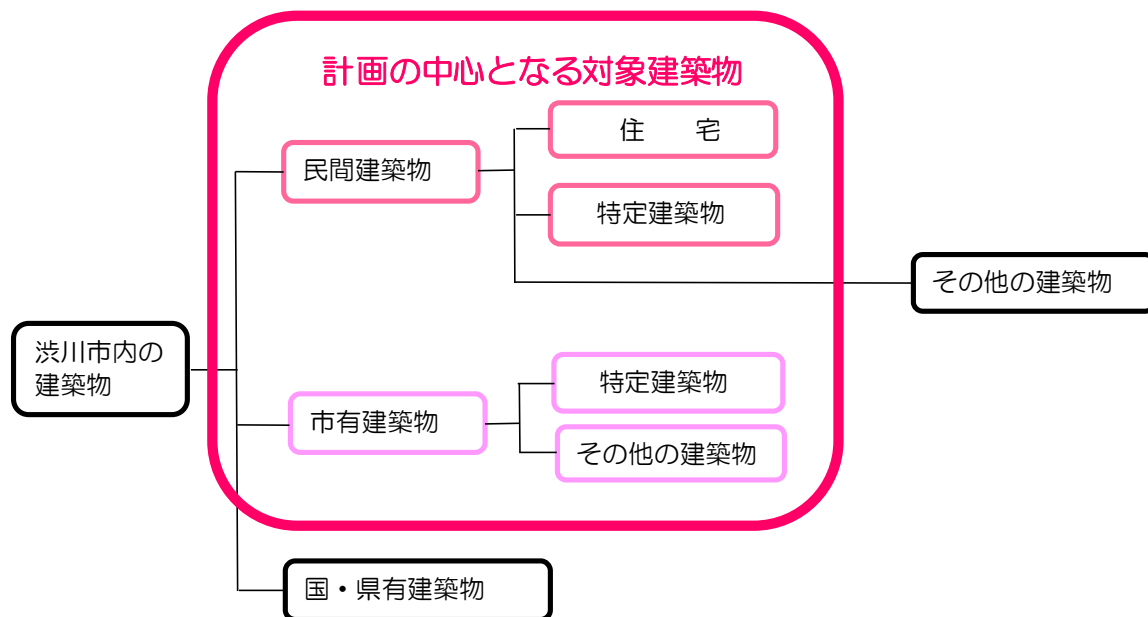 計画の中心となる対象建築物
住　　宅
民間建築物
特定建築物
その他の建築物
渋川市内の
建築物
特定建築物
市有建築物
その他の建築物
国・県有建築物